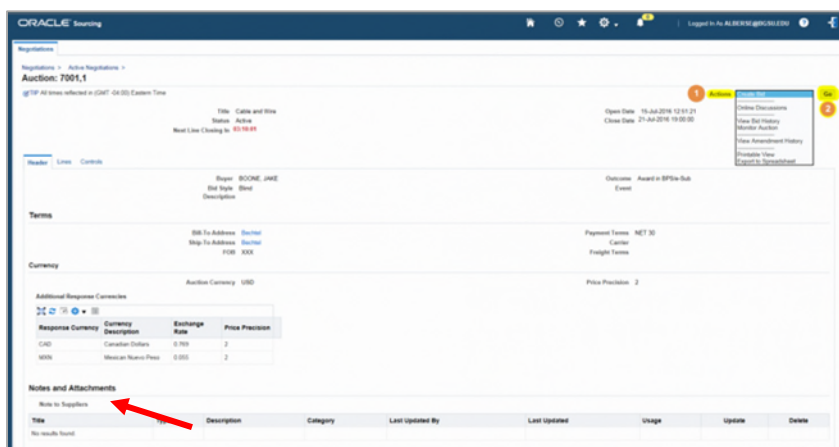 ORACLE Sourcing
Logged In As ALBERSE@BGSU.EDU
Negotiations
Negotiations > Active Negotiations >
Auction: 7001,1
TIP All times reflected in (GMT -04:00) Eastern Time
1 Actions Create Bid Go
2
Online Discussions
View Bid History
Monitor Auction
View Amendment History
Printable View
Export to Spreadsheet
Title Cable and Wire
Status Active
Next Line Closing In
Open Date 15-Jul-2016 12:51:21
Close Date 21-Jul-2016 19:00:00
Header Lines Controls
Buyer BOONE, JAKE
Bid Style Blind
Description
Outcome Award in BPS/e-Sub
Event
Terms
Bill-To Address Bechtel
Ship-To Address Bechtel
FOB XXX
Payment Terms NET 30
Carrier
Freight Terms
Currency
Auction Currency USD
Price Precision 2
Additional Response Currencies
Response Currency Currency Description Exchange Rate Price Precision
CAD Canadian Dollars 0.769 2
MXN Mexican Nuevo Peso 0.055 2
Notes and Attachments
Note to Suppliers
Title Description Category Last Updated By Last Updated Usage Update Delete
No results found.